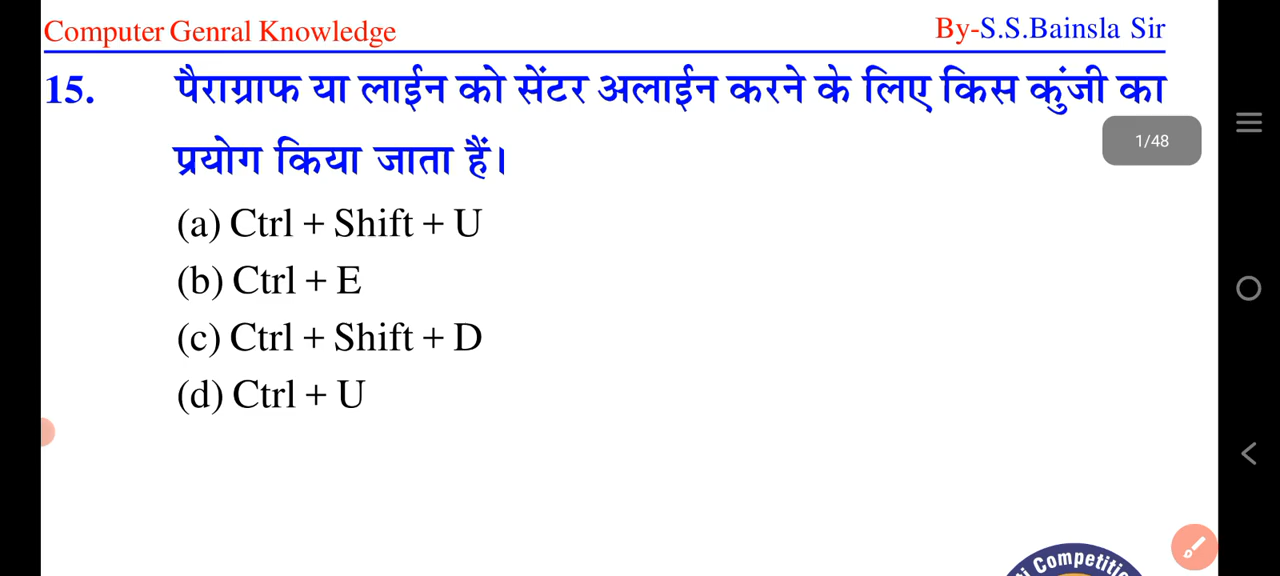 Computer Genral Knowledge
By-S.S.Bainsla Sir
15. पैराग्राफ या लाईन को सेंटर अलाईन करने के लिए किस कुंजी का
1/48
प्रयोग किया जाता हैं।
(a) Ctrl + Shift + U
(b) Ctrl + E
(c) Ctrl + Shift + D
(d) Ctrl + U